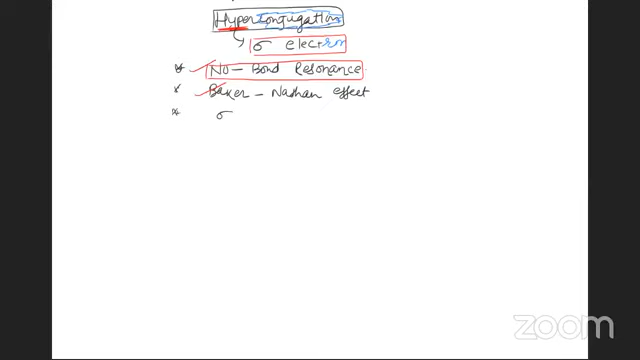 Hyperconjugation
σ electron
* No - Bond Resonance
* Baker - Nathan effect
* σ
zoom